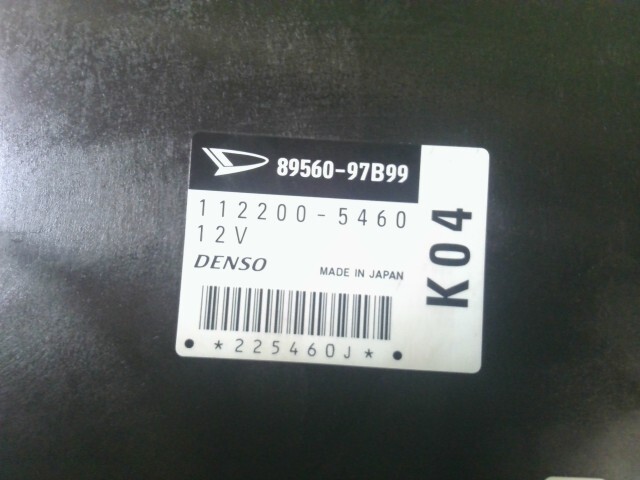 89560-97B99
112200-5460
12V
DENSO MADE IN JAPAN
*225460J*
K04